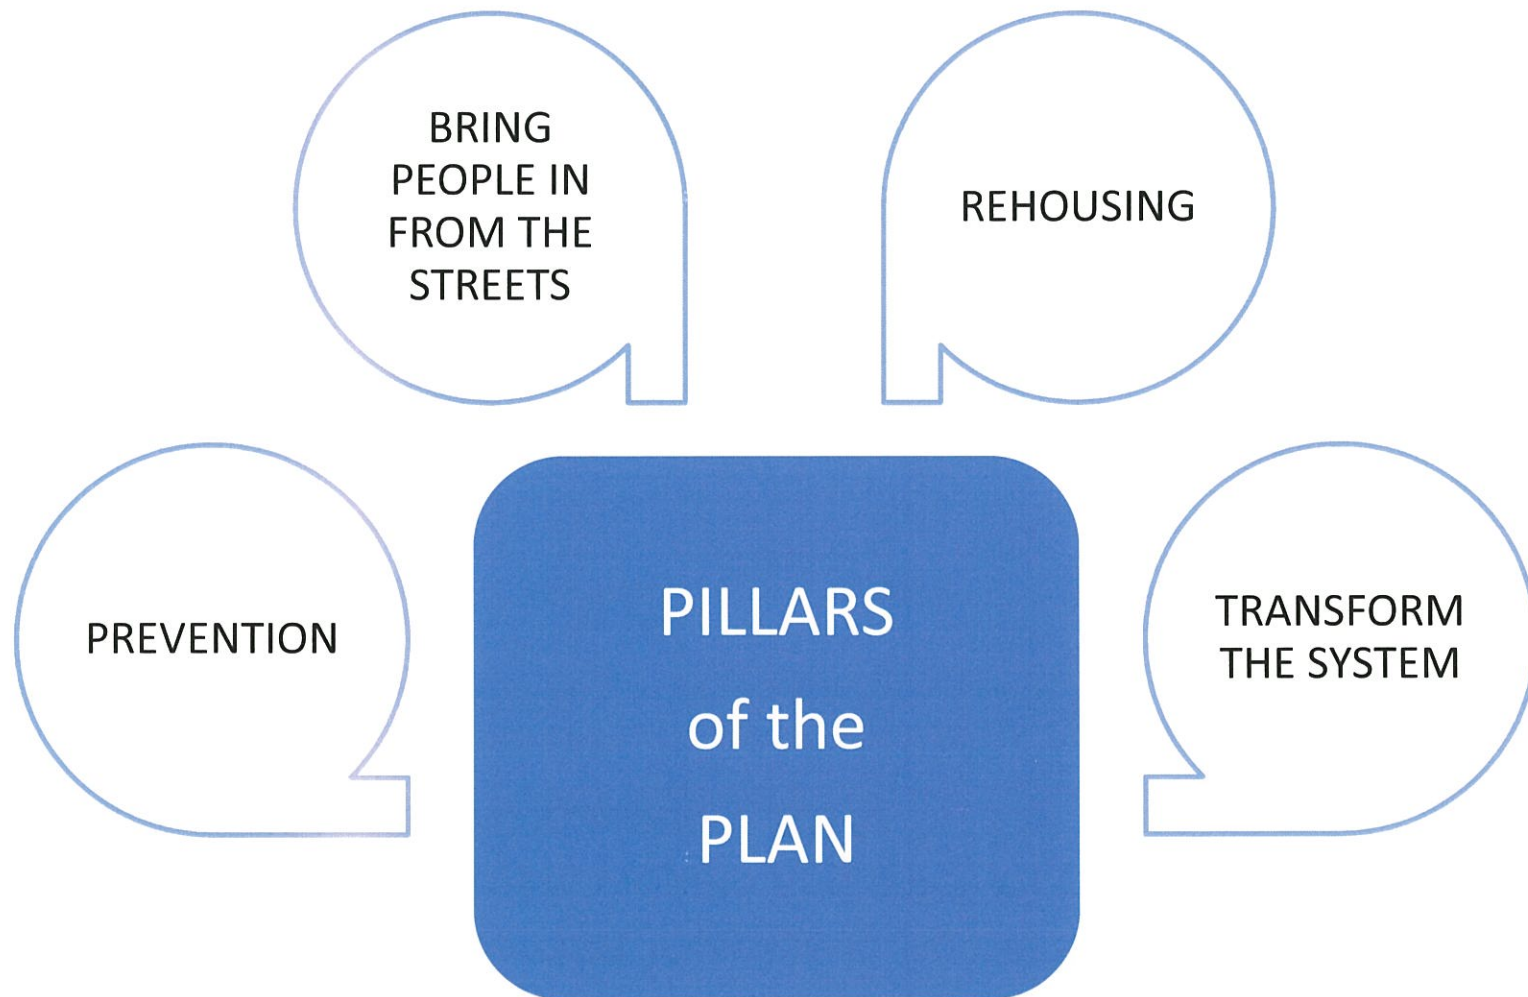 BRING
PEOPLE IN
FROM THE
STREETS
REHOUSING
PREVENTION
PILLARS
of the
PLAN
TRANSFORM
THE SYSTEM